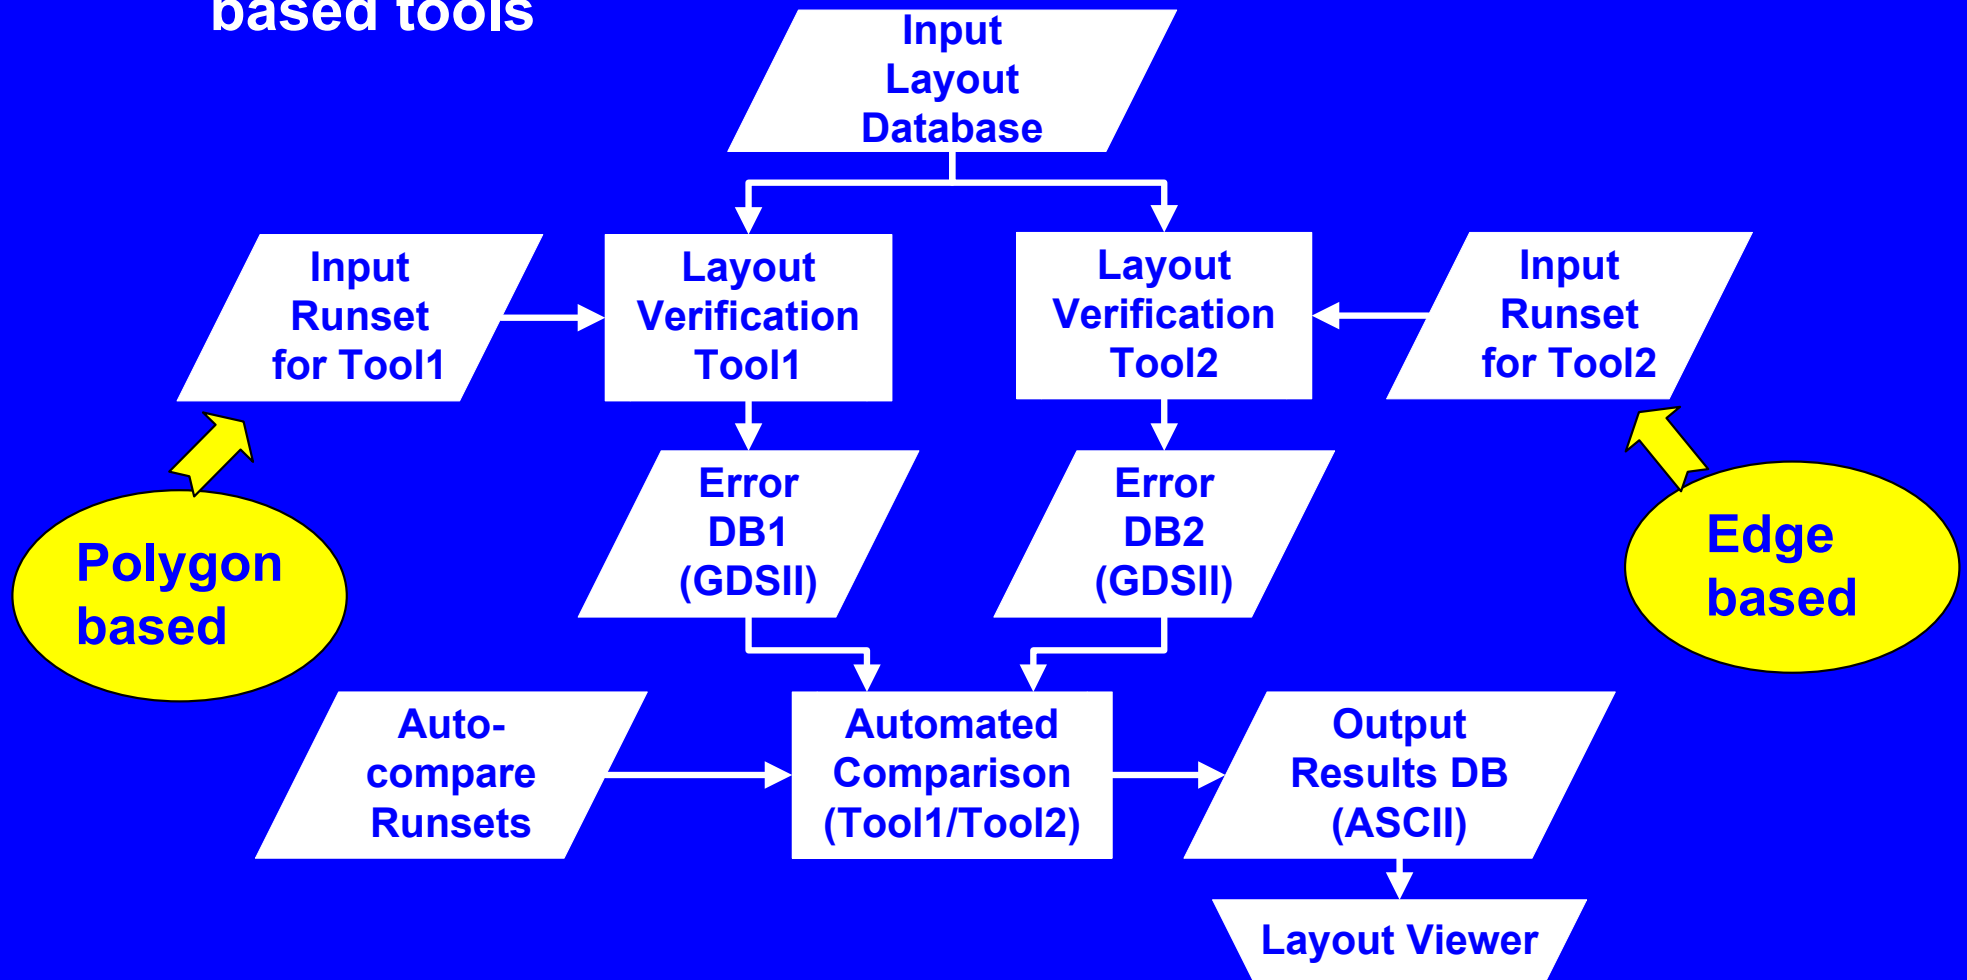 based tools
Input
Layout
Database
Input
Runset
for Tool1
Layout
Verification
Tool1
Layout
Verification
Tool2
Input
Runset
for Tool2
Error
DB1
(GDSII)
Error
DB2
(GDSII)
Polygon
based
Edge
based
Auto-
compare
Runsets
Automated
Comparison
(Tool1/Tool2)
Output
Results DB
(ASCII)
Layout Viewer